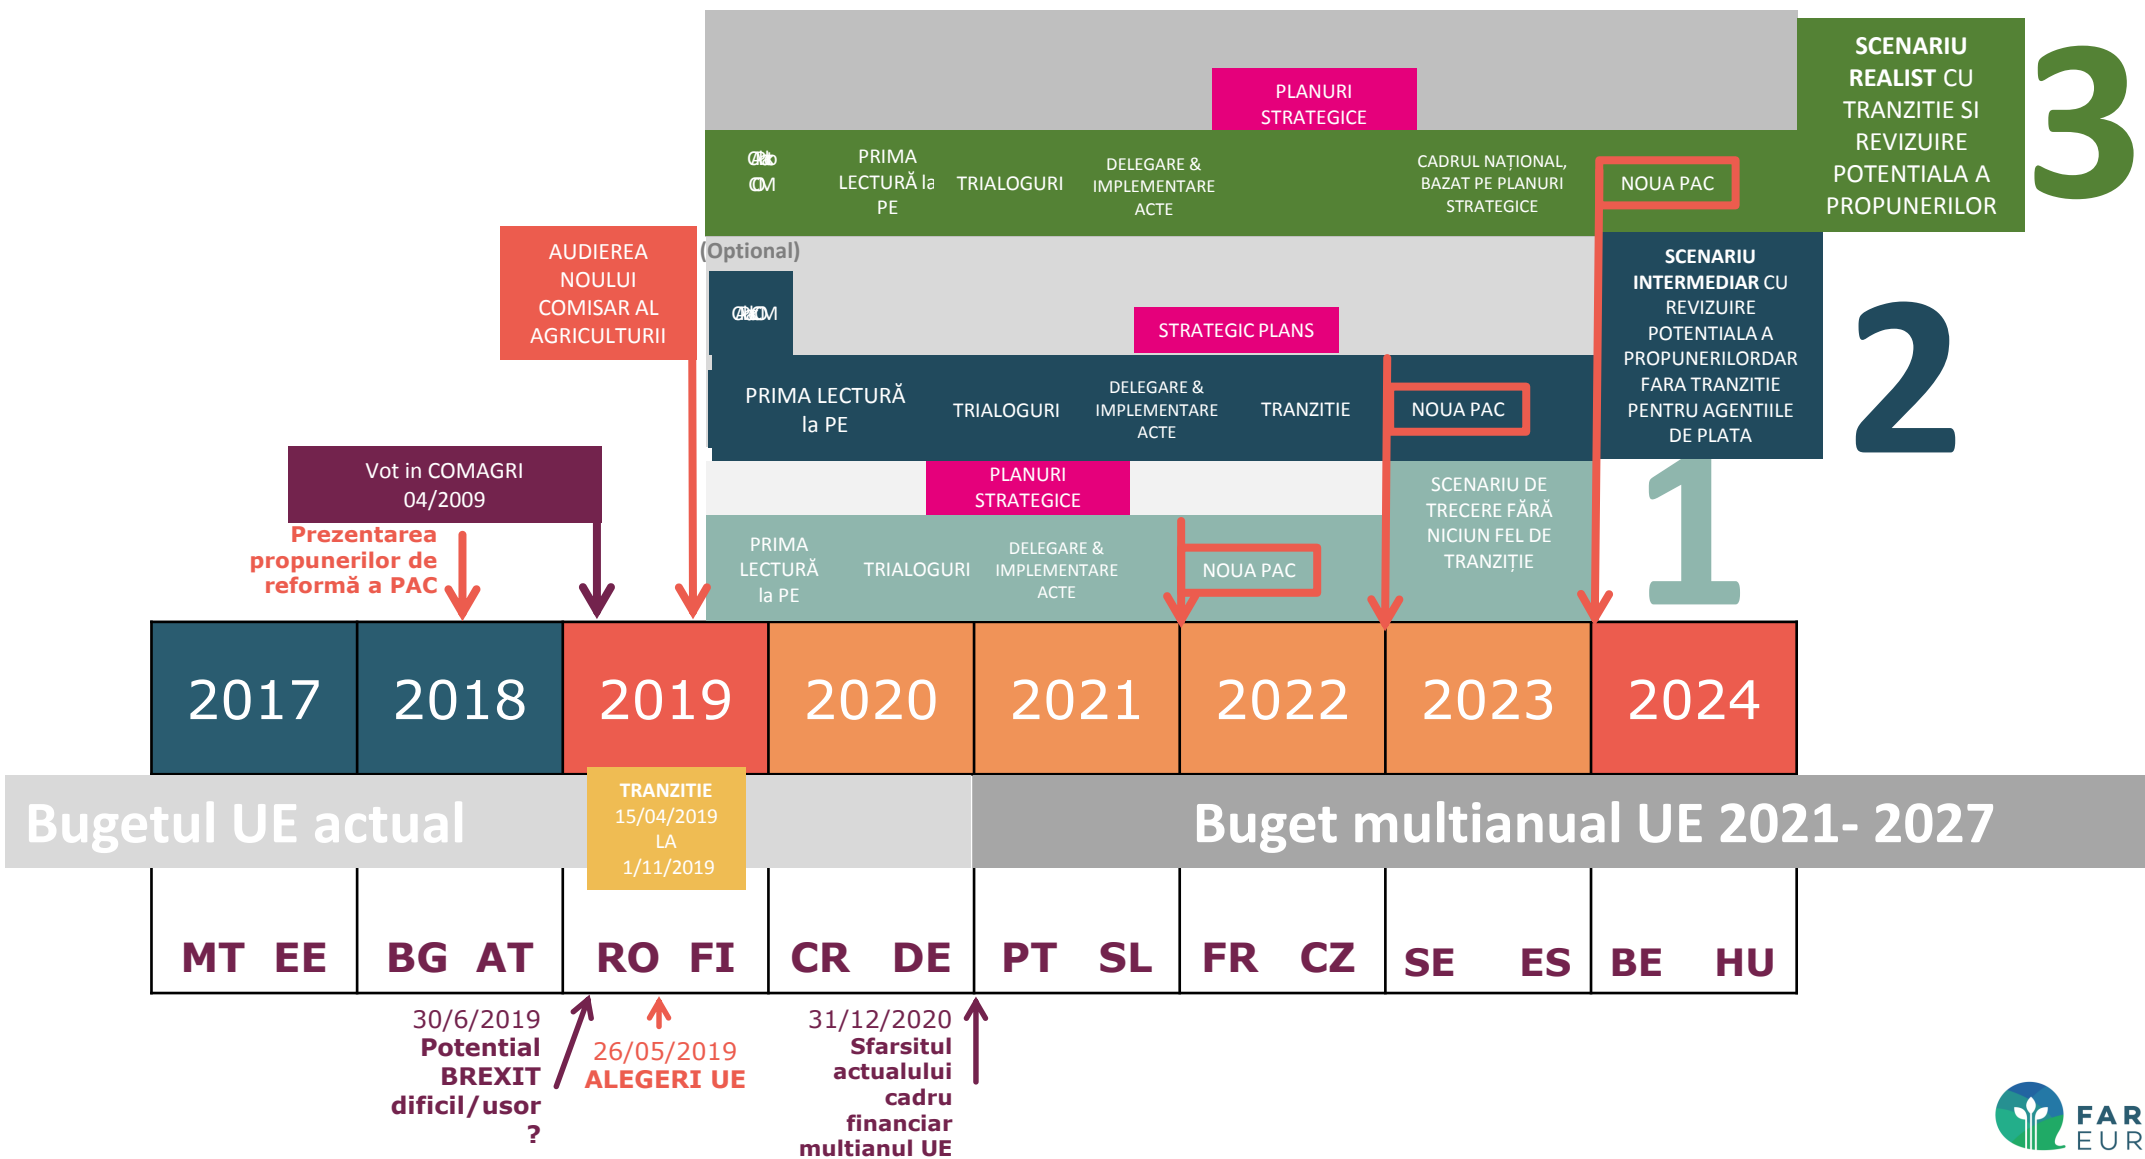 PLANURI
STRATEGICE
PRIMA
LECTURĂ la
PE
TRIALOGURI
DELEGARE &
IMPLEMENTARE
ACTE
CADRUL NAȚIONAL,
BAZAT PE PLANURI
STRATEGICE
NOUA PAC
SCENARIU
REALIST CU
TRANZITIE SI
REVIZUIRE
POTENTIALA A
PROPUNERILOR
3
AUDIEREA
NOULUI
COMISAR AL
AGRICULTURII
(Optional)
STRATEGIC PLANS
PRIMA LECTURĂ
la PE
TRIALOGURI
DELEGARE &
IMPLEMENTARE
ACTE
TRANZITIE
NOUA PAC
SCENARIU
INTERMEDIAR CU
REVIZUIRE
POTENTIALA A
PROPUNERILORDAR
FARA TRANZITIE
PENTRU AGENTIILE
DE PLATA
2
Vot in COMAGRI
04/2009
Prezentarea
propunerilor de
reformă a PAC
PLANURI
STRATEGICE
PRIMA
LECTURĂ
la PE
TRIALOGURI
DELEGARE &
IMPLEMENTARE
ACTE
NOUA PAC
SCENARIU DE
TRECERE FĂRĂ
NICIUN FEL DE
TRANZIȚIE
1
2017 2018 2019 2020 2021 2022 2023 2024
Bugetul UE actual
TRANZITIE
15/04/2019
LA
1/11/2019
Buget multianual UE 2021- 2027
MT EE BG AT RO FI CR DE PT SL FR CZ SE ES BE HU
30/6/2019
Potential
BREXIT
dificil/usor
?
26/05/2019
ALEGERI UE
31/12/2020
Sfarsitul
actualului
cadru
financiar
multianul UE
FAR
EUR